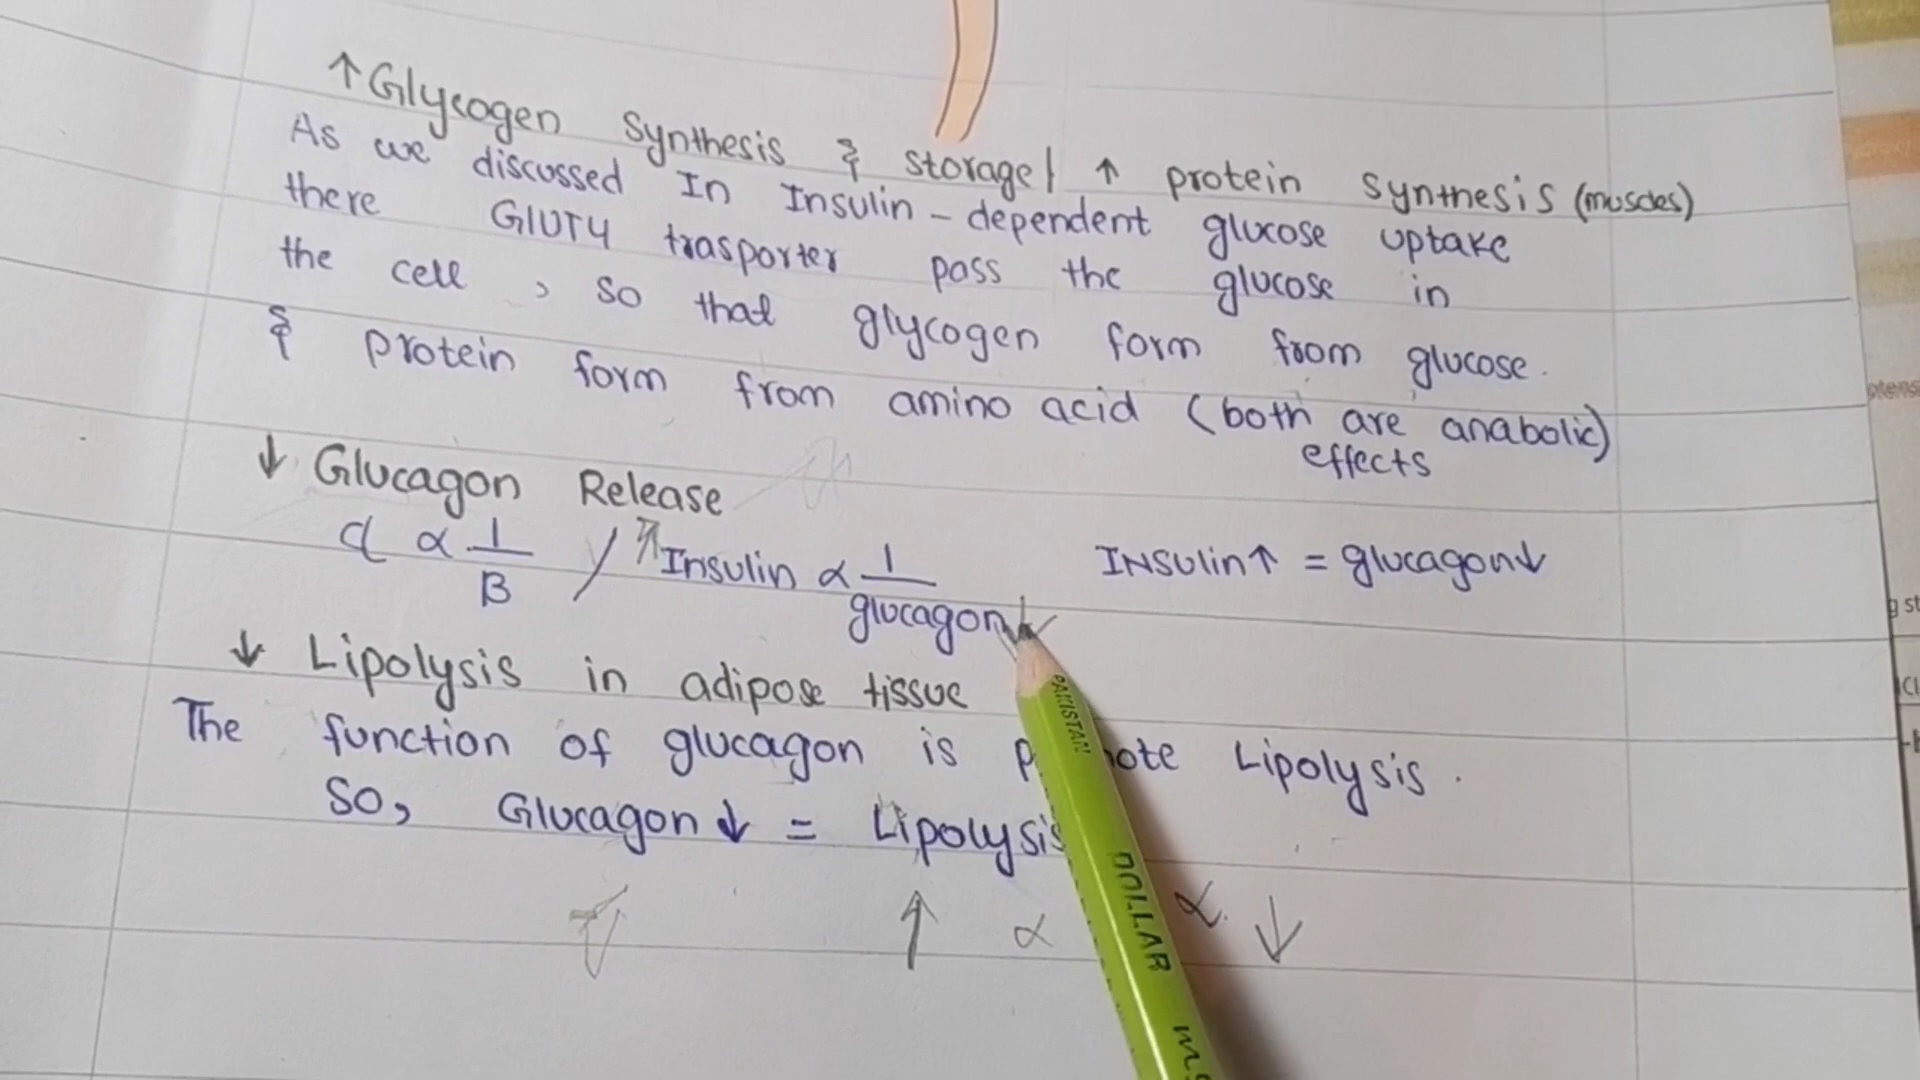 ↑ Glycogen Synthesis & storage | ↑ protein synthesis (muscles)
As we discussed In Insulin-dependent glucose uptake
there GlUT4 trasporter pass the glucose in
the cell, so that glycogen form from glucose.
& protein form from amino acid (both are anabolic)
effects
↓ Glucagon Release
α ∝ 1/B / ↑ Insulin ∝ 1/glucagon↓ INSulin↑ = glucagon↓
↓ Lipolysis in adipose tissue
The function of glucagon is Lipolysis.
So, Glucagon↓ = Lipolysis
↑ ∝ ∝ ↓
PAKISTAN
DOLLAR